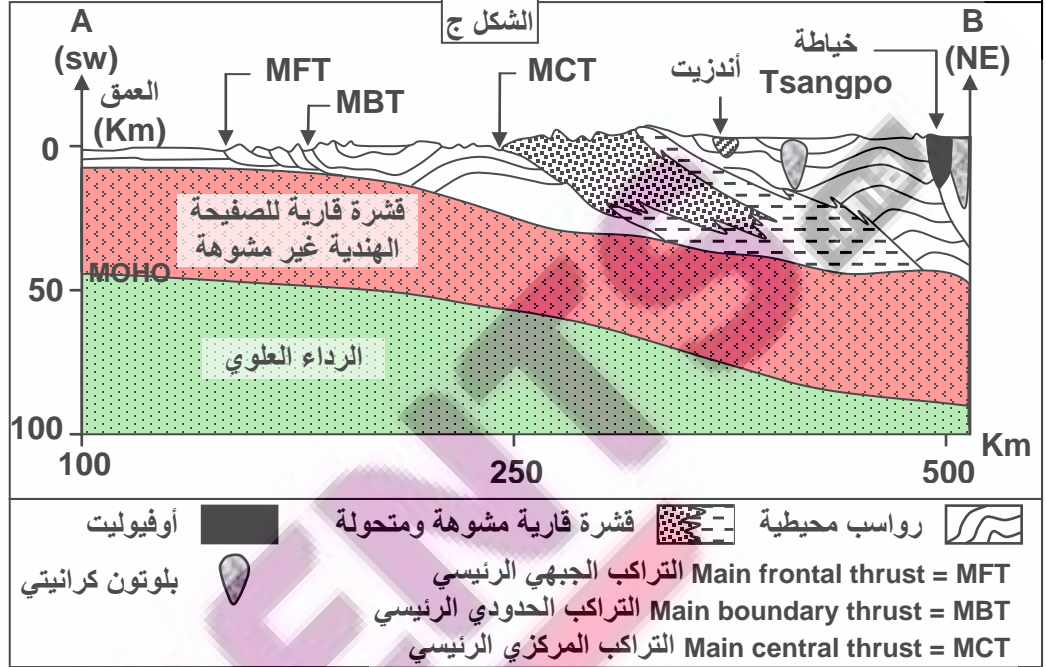 الشكل ج
A
(sw)
B
(NE)
خياطة
Tsangpo
أندزيت
MCT
MFT
MBT
العمق
(Km)
0
قشرة قارية للصفيحة
الهندية غير مشوهة
MOHO
50
الرداء العلوي
100
Km
100
250
500
رواسب محيطية
قشرة قارية مشوهة ومتحولة
أوفيوليت
بلوتون كرانيتي
Main frontal thrust = MFT التراكب الجبهي الرئيسي
Main boundary thrust = MBT التراكب الحدودي الرئيسي
Main central thrust = MCT التراكب المركزي الرئيسي